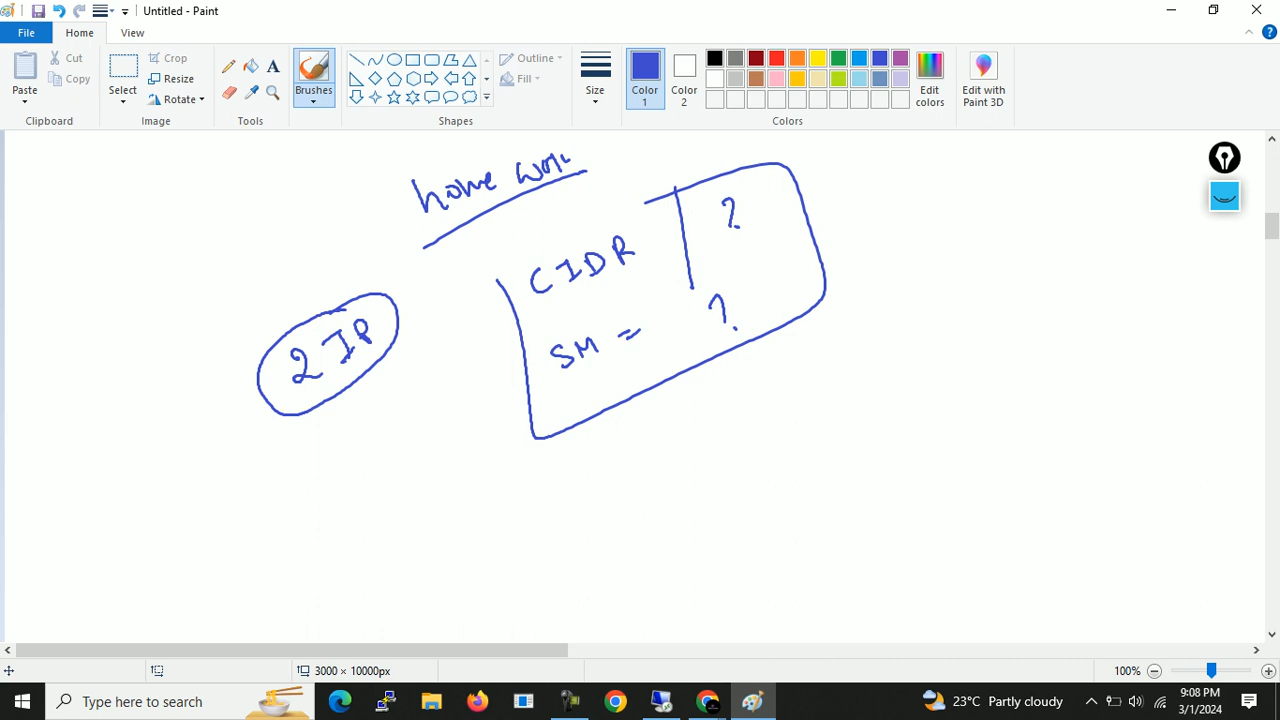 Untitled - Paint
File Home View
Paste
Cut
Copy
Clipboard
Select
Crop
Resize
Rotate
Image
A
Tools
Brushes
Outline
Fill
Shapes
Size
Color 1
Color 2
Edit colors
Colors
Edit with Paint 3D
home work
CIDR ?
SM = ?
2 IP
3000 × 10000px
100%
Type here to search
23°C Partly cloudy
9:08 PM
3/1/2024